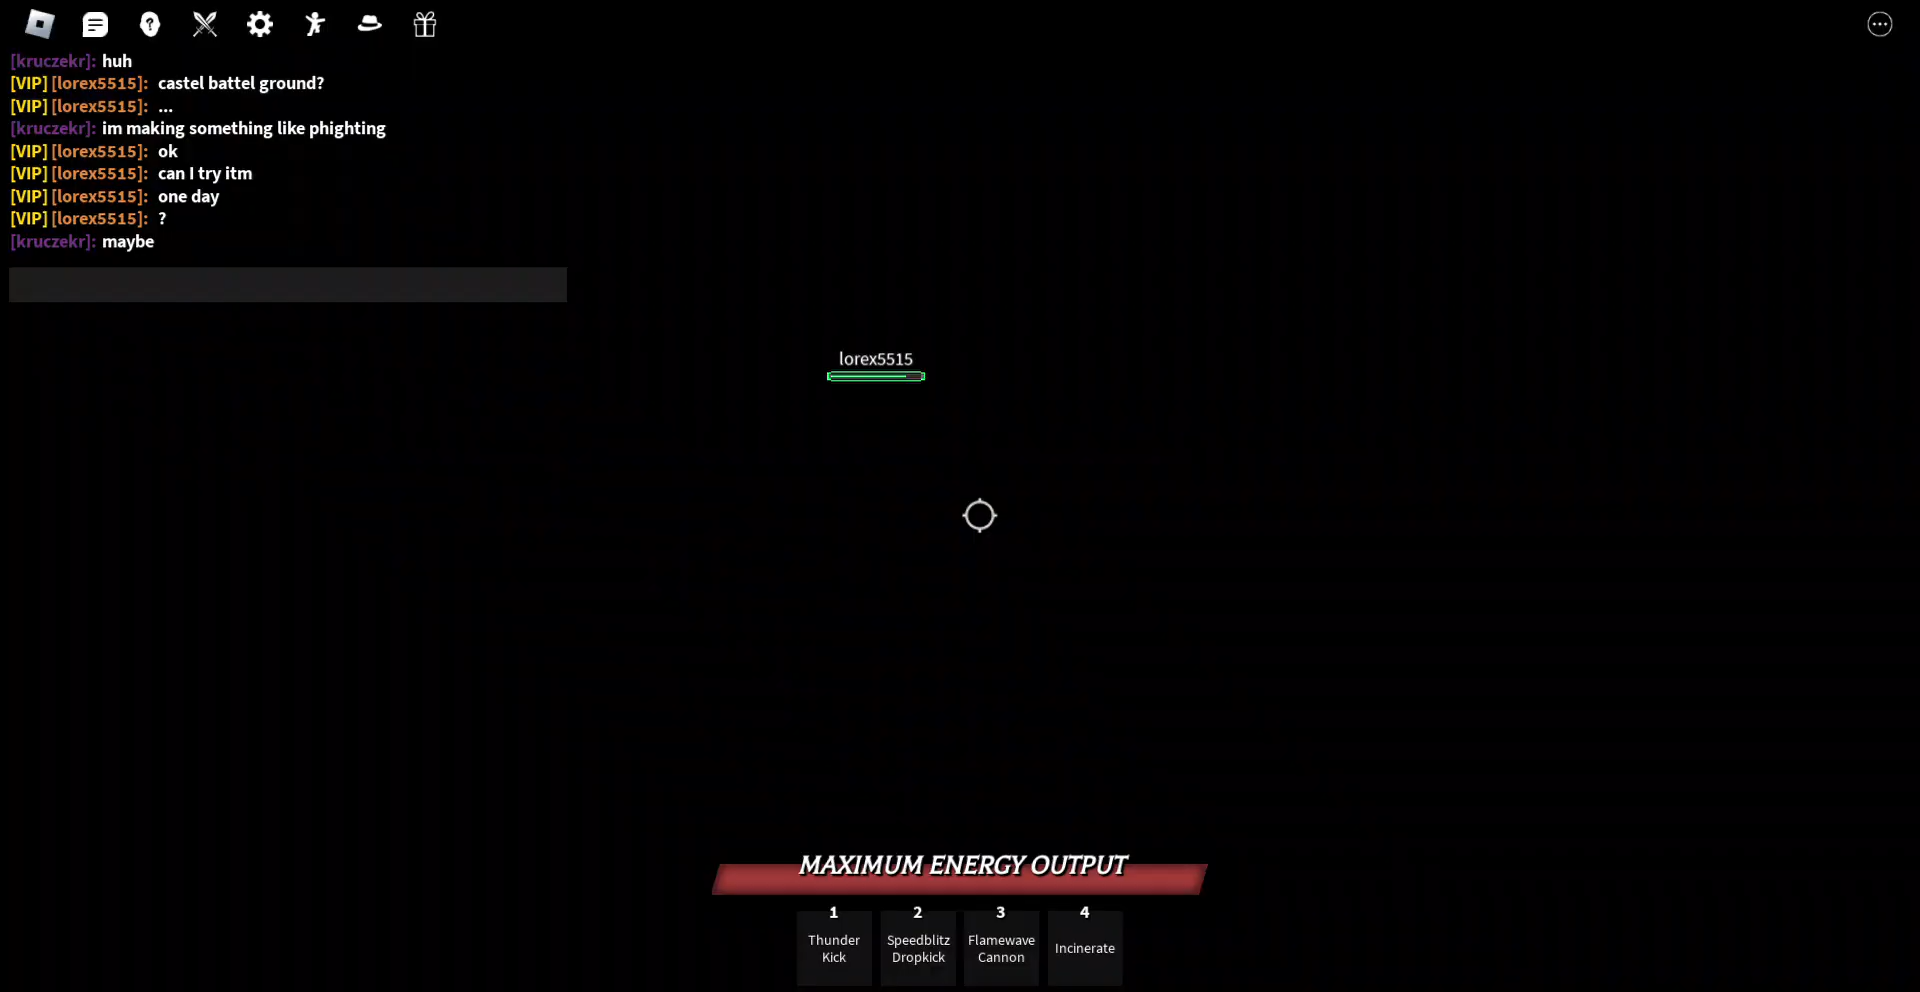 [kruczekr]: huh
[VIP] [lorex5515]: castel battel ground?
[VIP] [lorex5515]: ...
[kruczekr]: im making something like phighting
[VIP] [lorex5515]: ok
[VIP] [lorex5515]: can I try itm
[VIP] [lorex5515]: one day
[VIP] [lorex5515]: ?
[kruczekr]: maybe
lorex5515
MAXIMUM ENERGY OUTPUT
1
Thunder
Kick
2
Speedblitz
Dropkick
3
Flamewave
Cannon
4
Incinerate